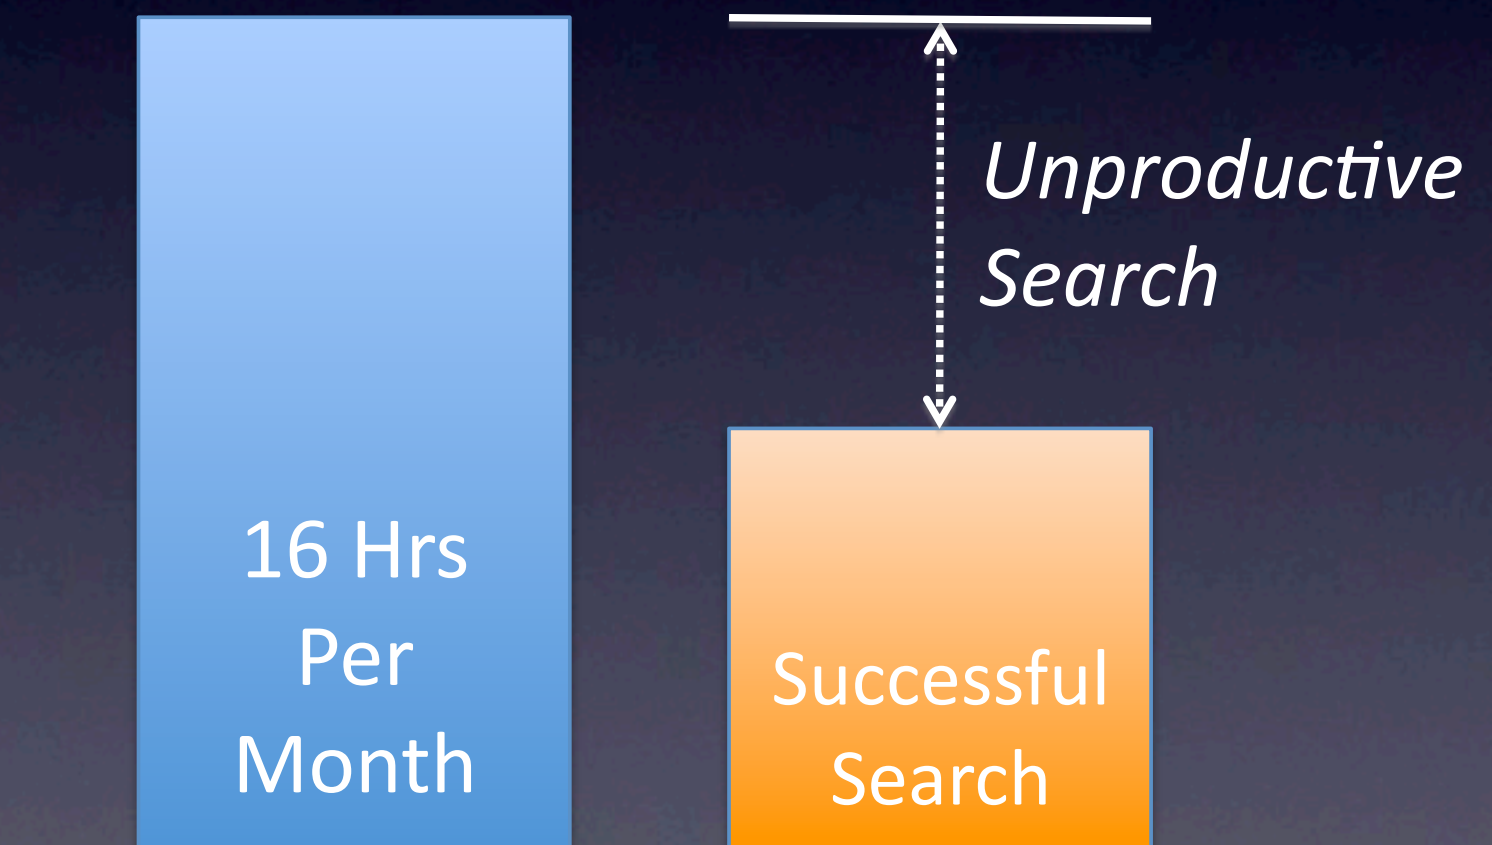 16 Hrs
Per
Month
Unproductive
Search
Successful
Search